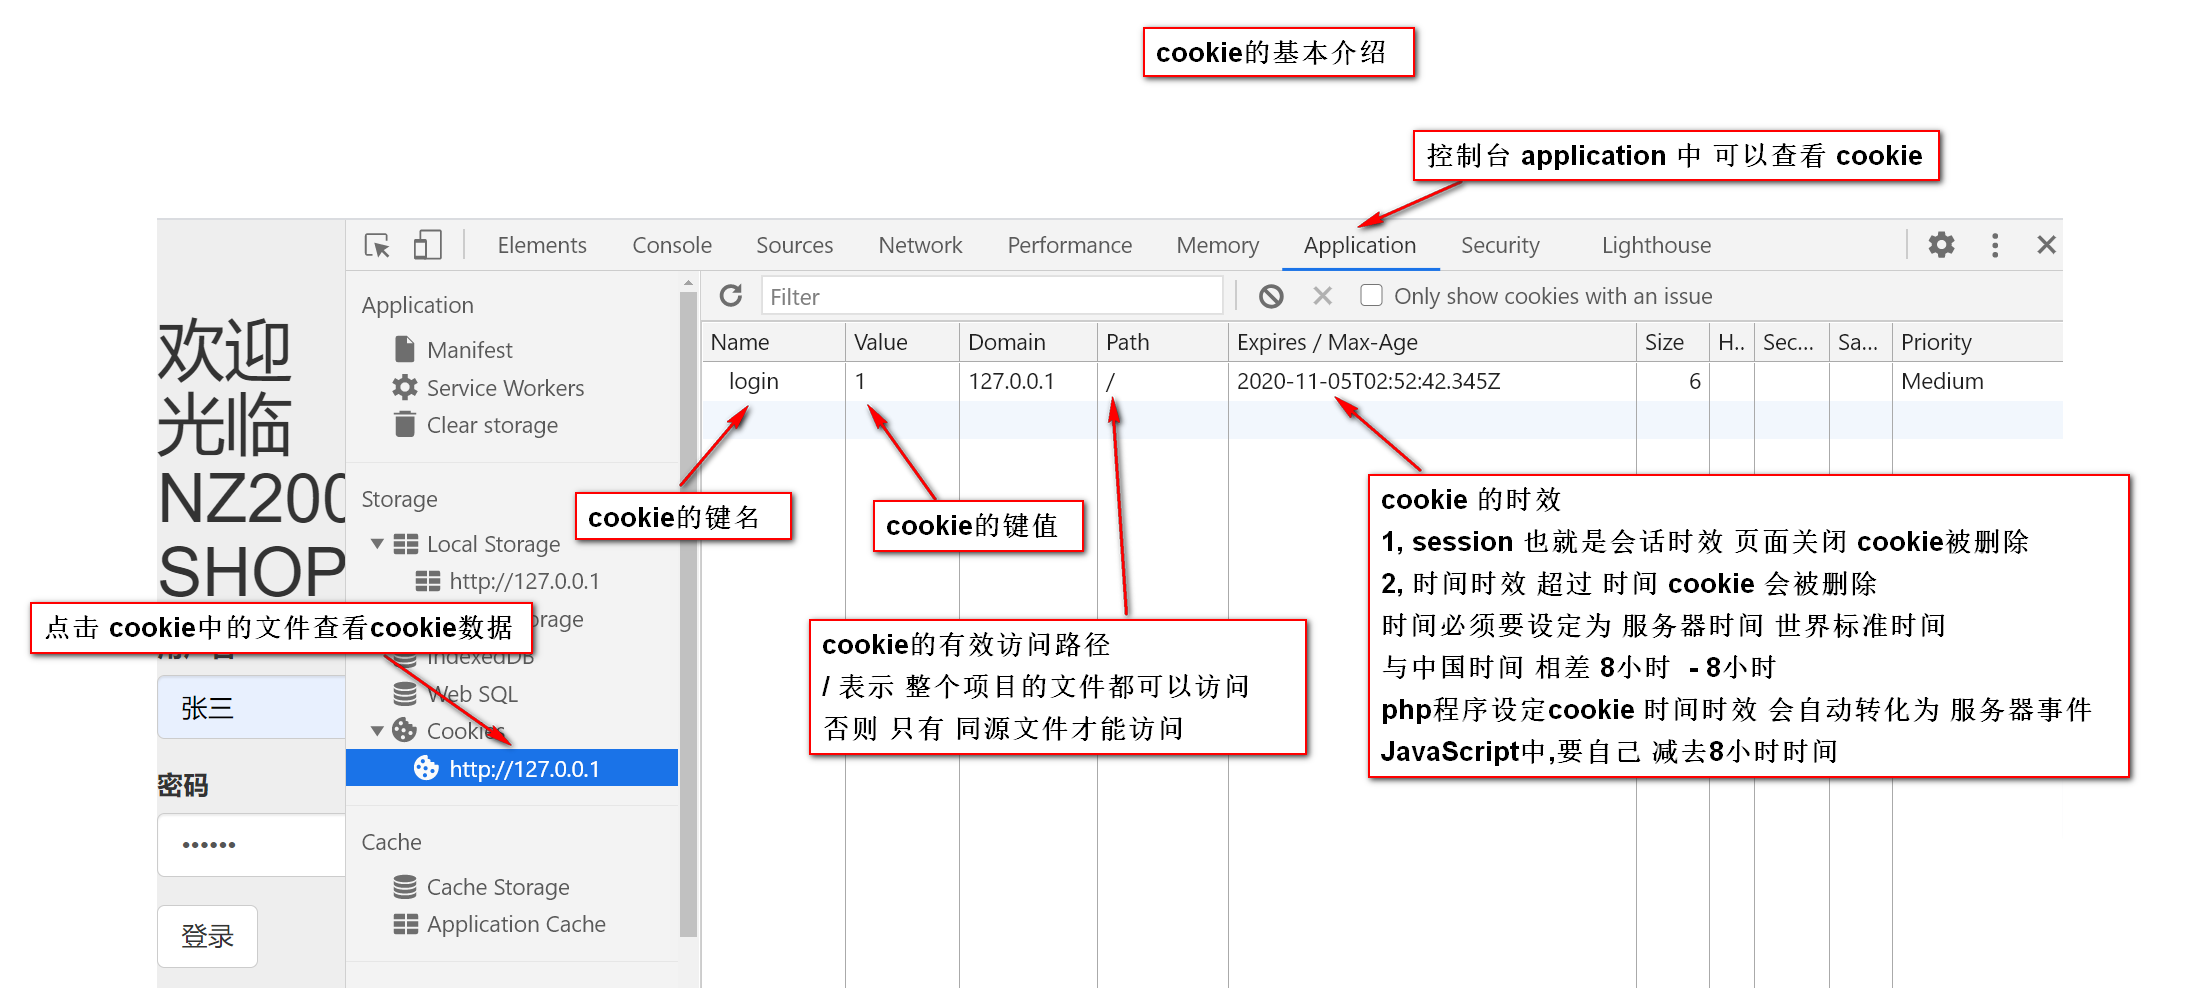 cookie的基本介绍
控制台 application 中 可以查看 cookie
Elements Console Sources Network Performance Memory Application Security Lighthouse
Filter
Only show cookies with an issue
Name Value Domain Path Expires / Max-Age Size H.. Sec... Sa... Priority
login 1 127.0.0.1 / 2020-11-05T02:52:42.345Z 6 Medium
欢迎
光临
NZ200
SHOP
张三
密码
••••••
登录
Application
Manifest
Service Workers
Clear storage
Storage
Local Storage
http://127.0.0.1
点击 cookie中的文件查看cookie数据
IndexedDB
Web SQL
Cookies
http://127.0.0.1
Cache
Cache Storage
Application Cache
cookie的键名
cookie的键值
cookie的有效访问路径
/ 表示 整个项目的文件都可以访问
否则 只有 同源文件才能访问
cookie 的时效
1, session 也就是会话时效 页面关闭 cookie被删除
2, 时间时效 超过 时间 cookie 会被删除
时间必须要设定为 服务器时间 世界标准时间
与中国时间 相差 8小时 - 8小时
php程序设定cookie 时间时效 会自动转化为 服务器事件
JavaScript中,要自己 减去8小时时间